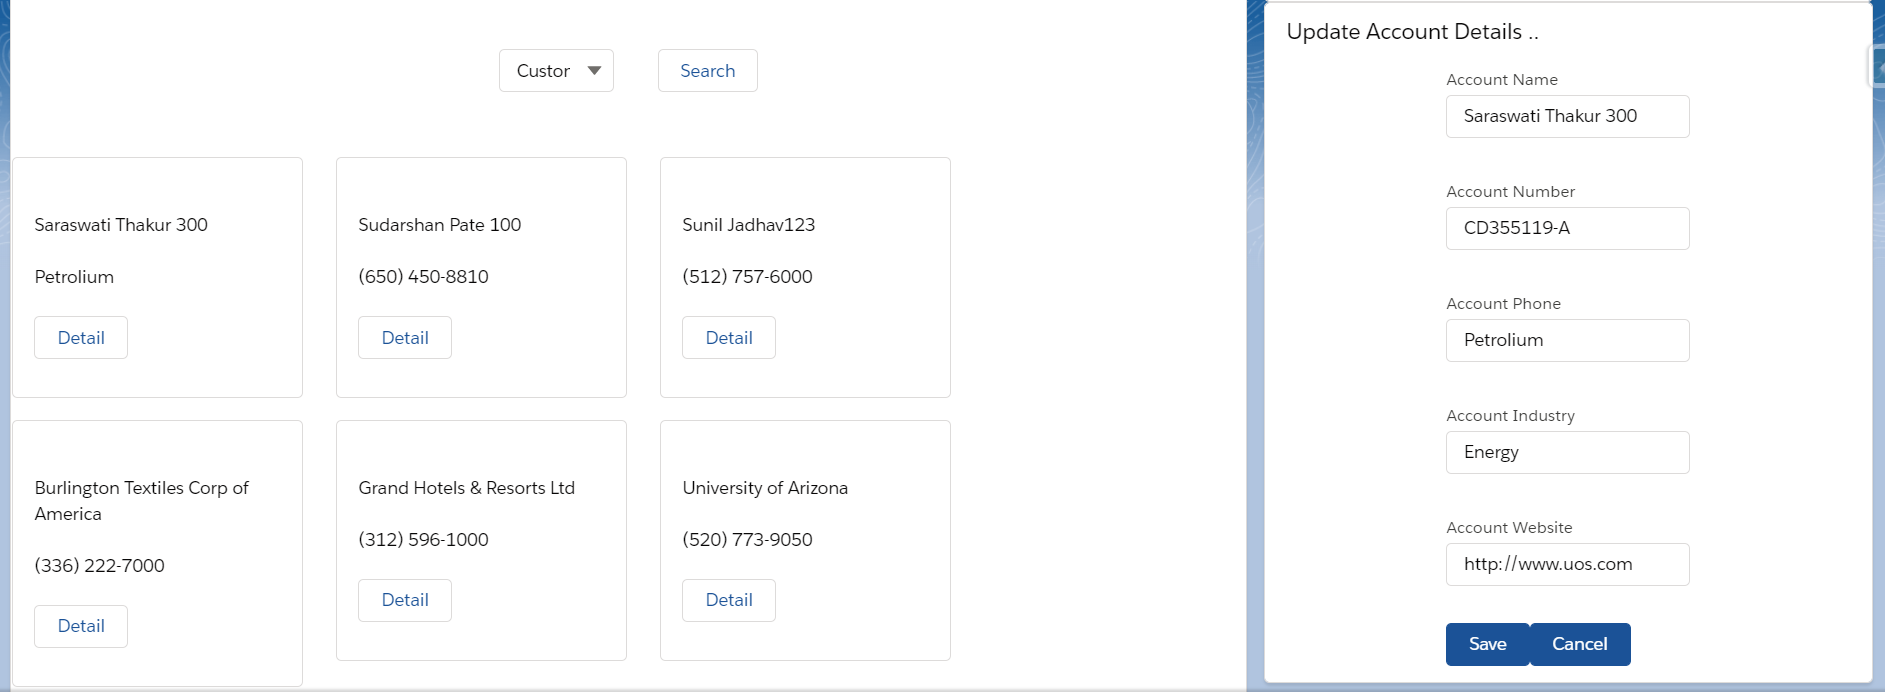 Custor
Search
Saraswati Thakur 300
Petrolium
Detail
Sudarshan Pate 100
(650) 450-8810
Detail
Sunil Jadhav123
(512) 757-6000
Detail
Burlington Textiles Corp of
America
(336) 222-7000
Detail
Grand Hotels & Resorts Ltd
(312) 596-1000
Detail
University of Arizona
(520) 773-9050
Detail
Update Account Details ..
Account Name
Saraswati Thakur 300
Account Number
CD355119-A
Account Phone
Petrolium
Account Industry
Energy
Account Website
http://www.uos.com
Save
Cancel